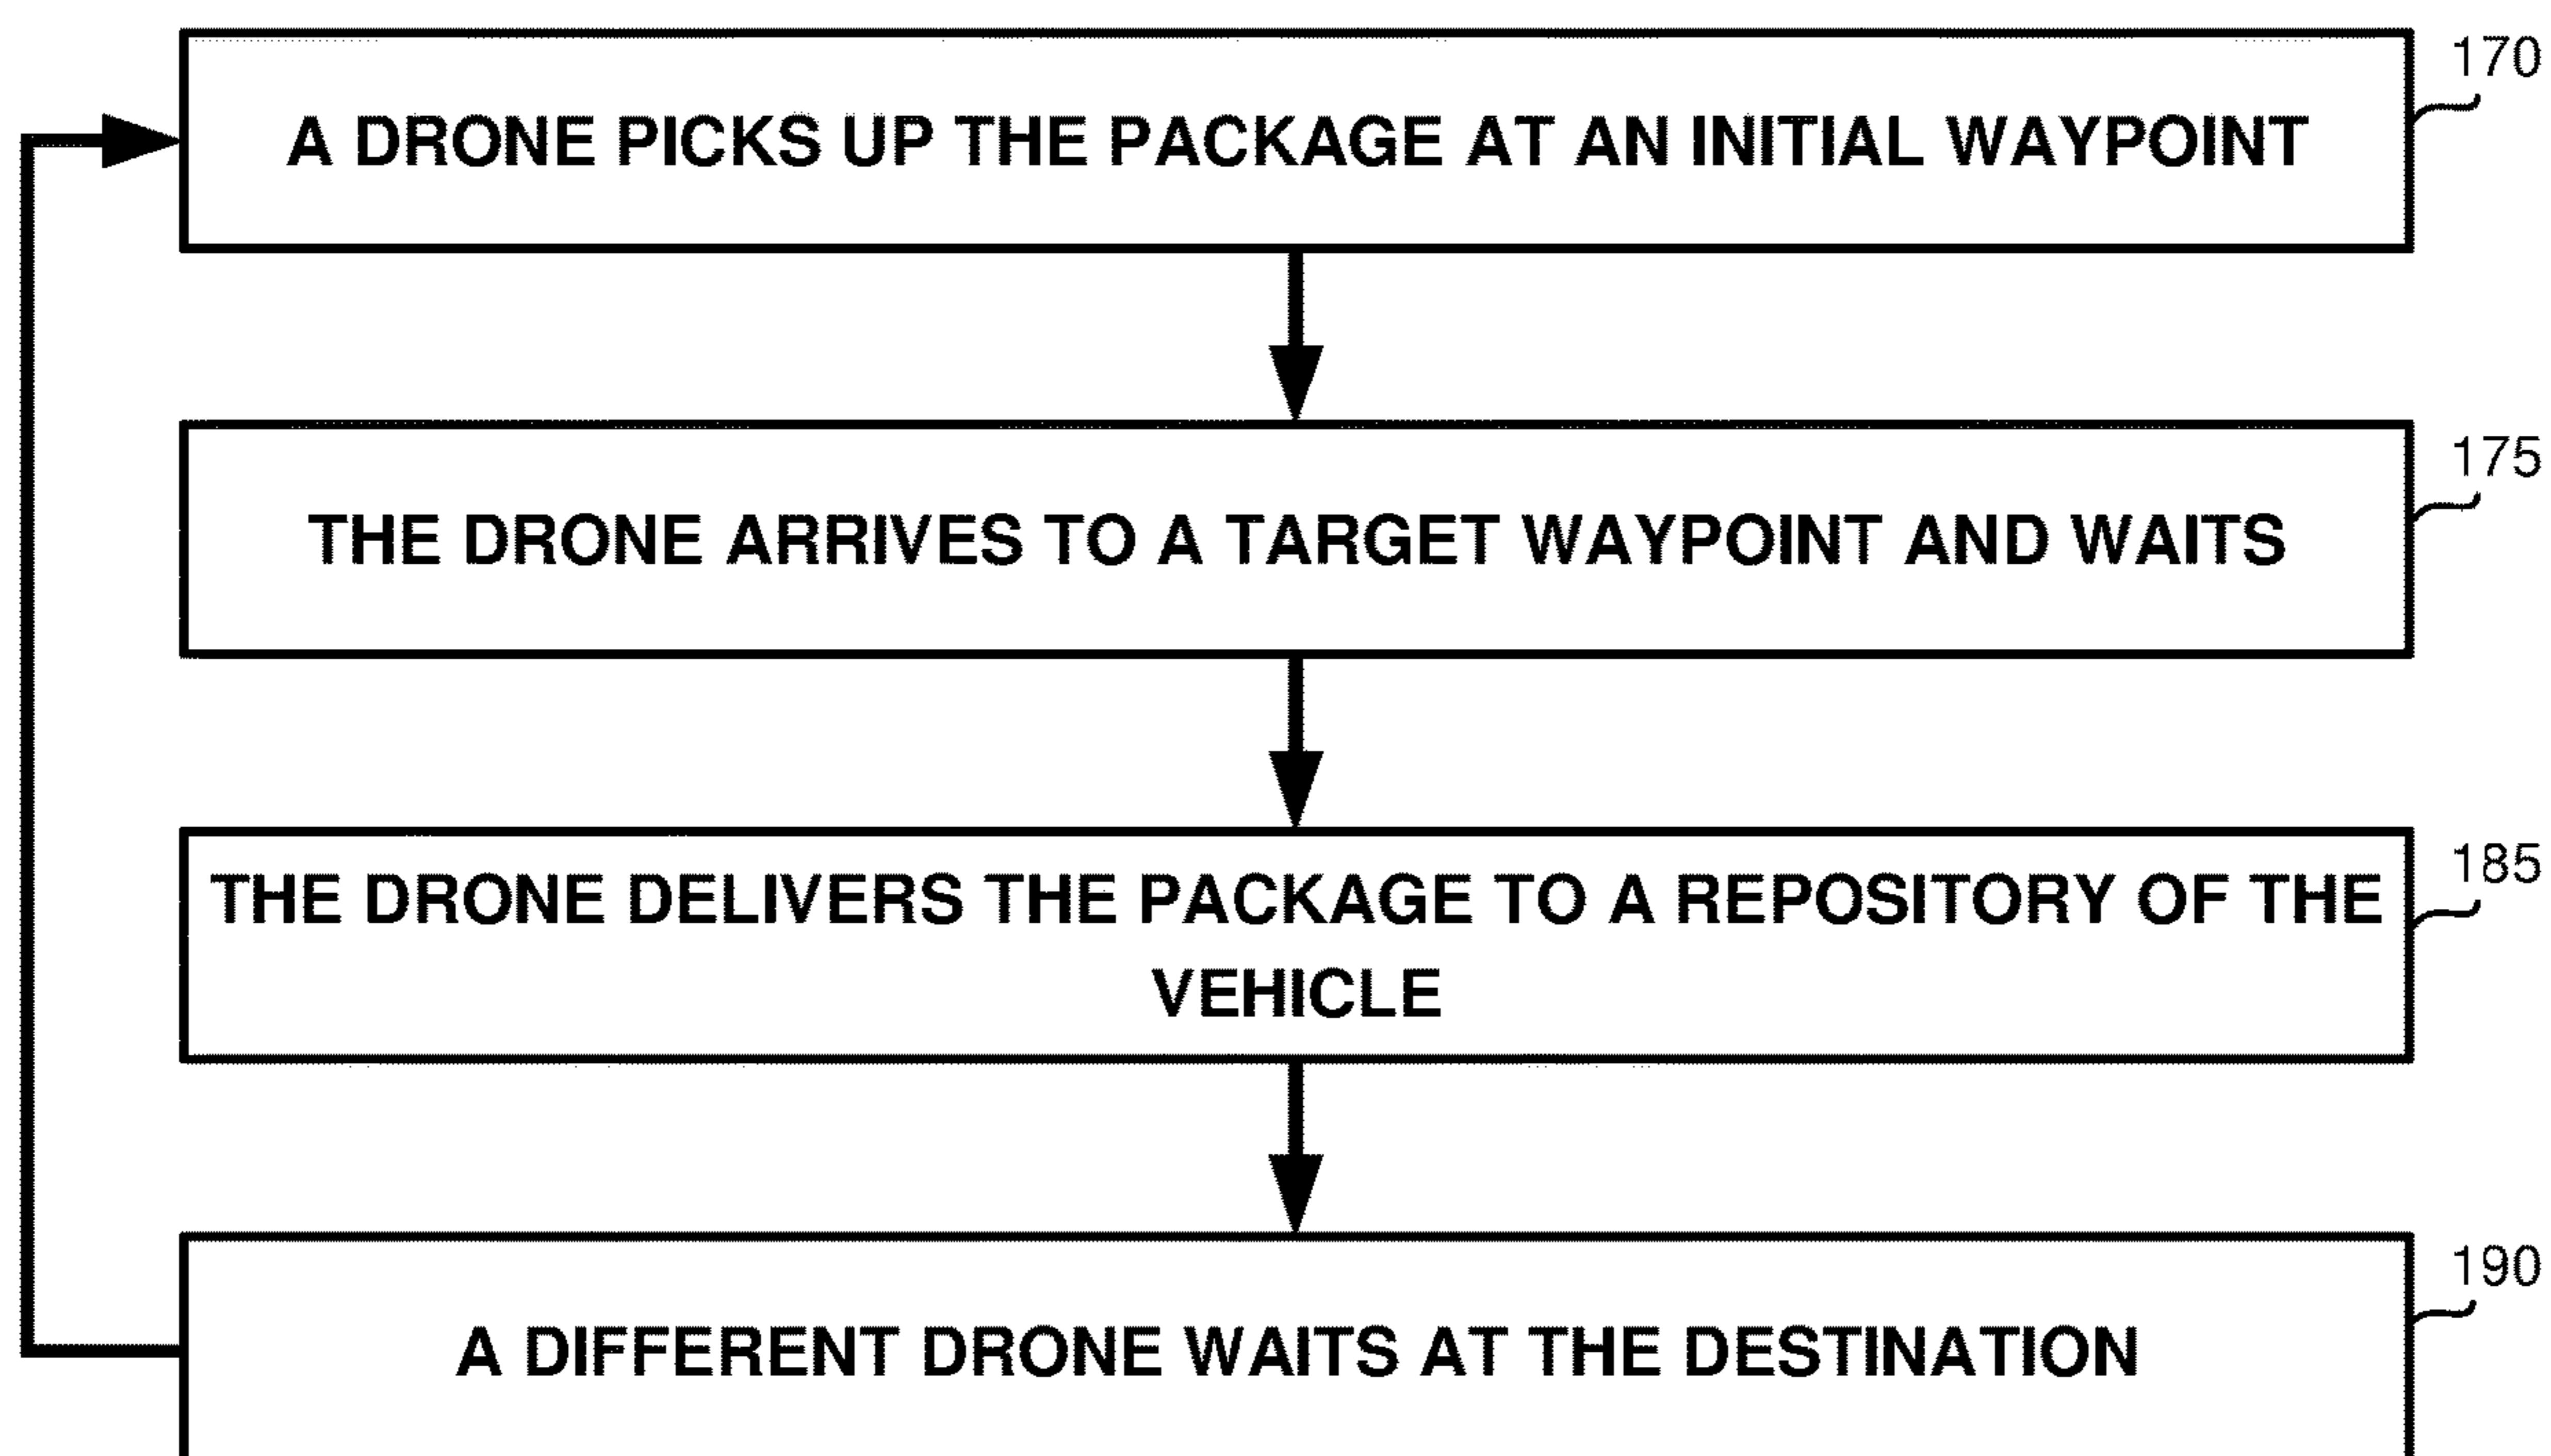 170
A DRONE PICKS UP THE PACKAGE AT AN INITIAL WAYPOINT
175
THE DRONE ARRIVES TO A TARGET WAYPOINT AND WAITS
185
THE DRONE DELIVERS THE PACKAGE TO A REPOSITORY OF THE
VEHICLE
190
A DIFFERENT DRONE WAITS AT THE DESTINATION